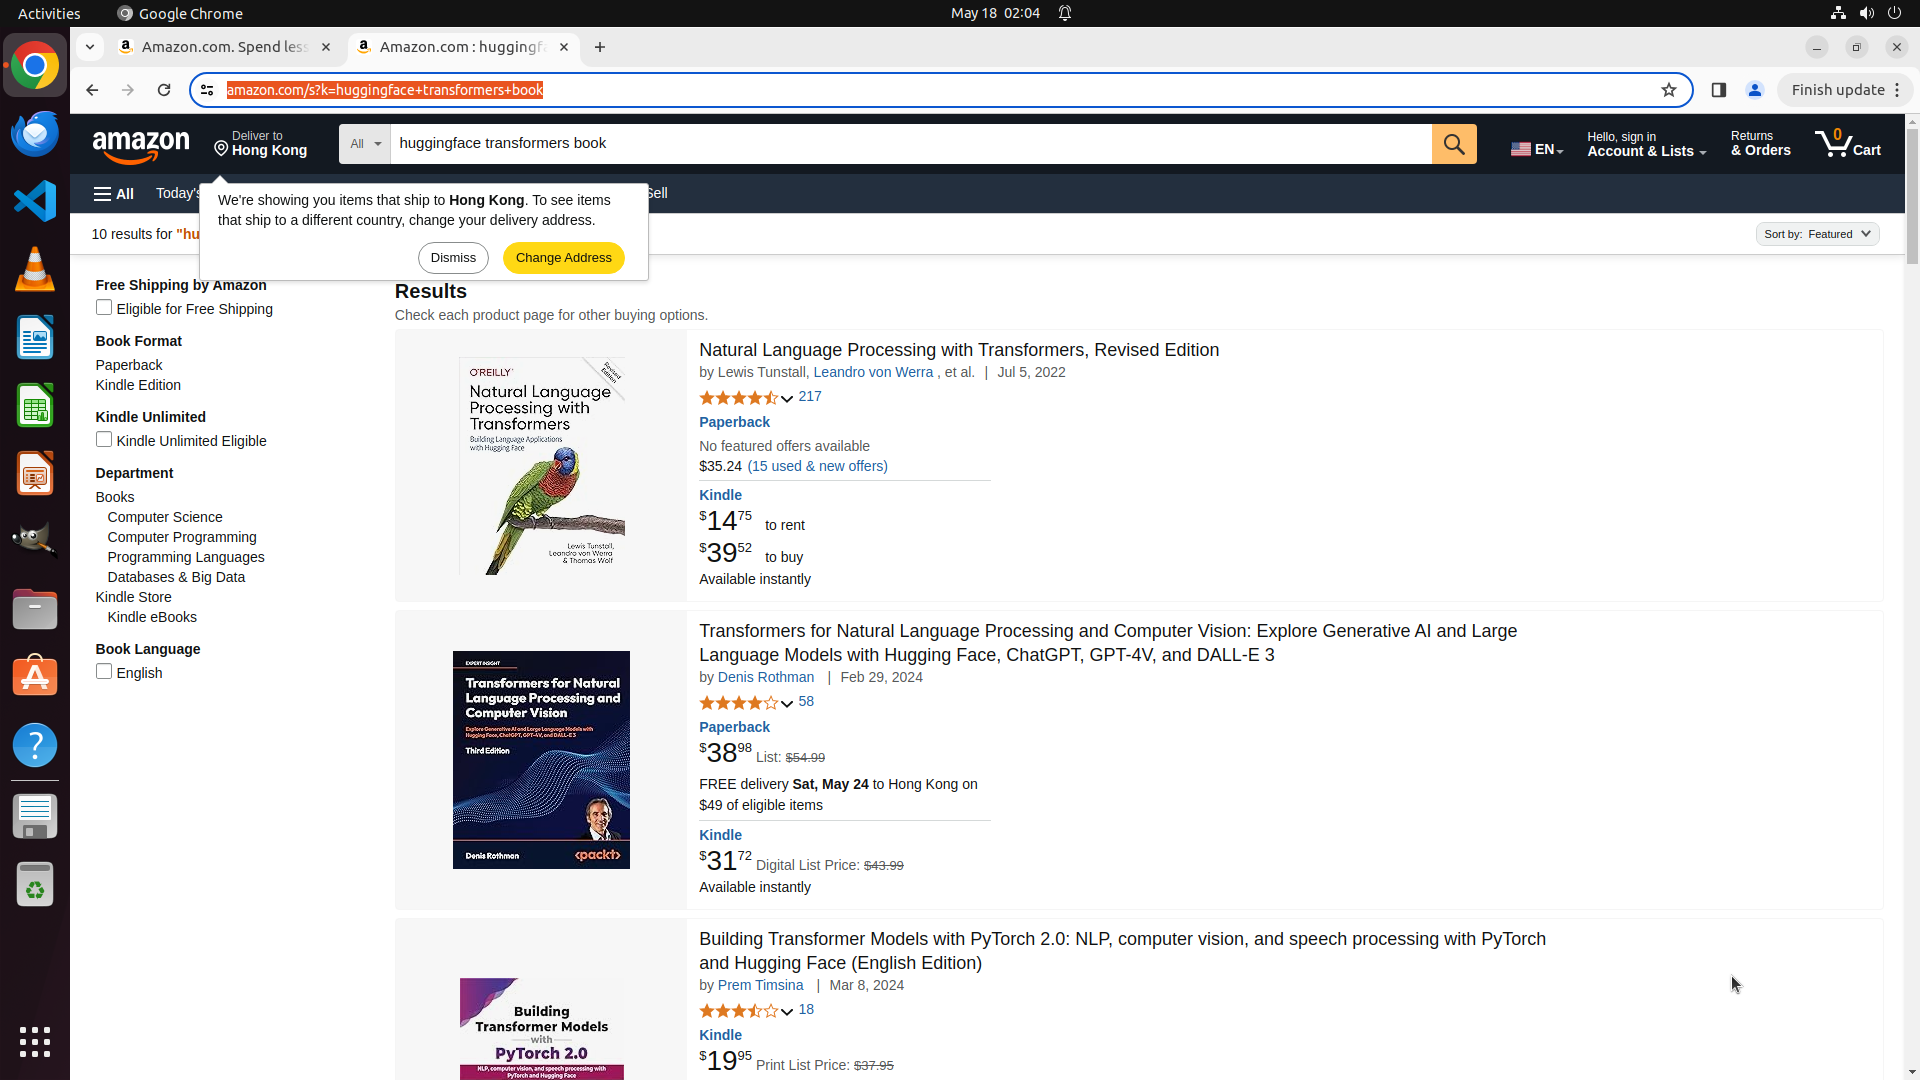 Activities
Google Chrome
May 18 02:04
Amazon.com. Spend less
Amazon.com : huggingfa
amazon.com/s?k=huggingface+transformers+book
Finish update
amazon
Deliver to
Hong Kong
All
huggingface transformers book
EN
Hello, sign in
Account & Lists
Returns
& Orders
0
Cart
All
Today's
Sell
We're showing you items that ship to Hong Kong. To see items
that ship to a different country, change your delivery address.
Dismiss
Change Address
10 results for "hu
Sort by: Featured
Free Shipping by Amazon
Eligible for Free Shipping
Book Format
Paperback
Kindle Edition
Kindle Unlimited
Kindle Unlimited Eligible
Department
Books
Computer Science
Computer Programming
Programming Languages
Databases & Big Data
Kindle Store
Kindle eBooks
Book Language
English
Results
Check each product page for other buying options.
O'REILLY
Revised
Edition
Natural Language
Processing with
Transformers
Building Language Applications
with Hugging Face
Lewis Tunstall,
Leandro von Werra
& Thomas Wolf
Natural Language Processing with Transformers, Revised Edition
by Lewis Tunstall, Leandro von Werra , et al. | Jul 5, 2022
217
Paperback
No featured offers available
$35.24 (15 used & new offers)
Kindle
$14 75 to rent
$39 52 to buy
Available instantly
EXPERT INSIGHT
Transformers for Natural
Language Processing and
Computer Vision
Explore Generative AI and Large Language Models with
Hugging Face, ChatGPT, GPT-4V, and DALL-E 3
Third Edition
Denis Rothman
<packt>
Transformers for Natural Language Processing and Computer Vision: Explore Generative AI and Large
Language Models with Hugging Face, ChatGPT, GPT-4V, and DALL-E 3
by Denis Rothman | Feb 29, 2024
58
Paperback
$38 98 List: $54.99
FREE delivery Sat, May 24 to Hong Kong on
$49 of eligible items
Kindle
$31 72 Digital List Price: $43.99
Available instantly
Building
Transformer Models
with
PyTorch 2.0
NLP, computer vision, and speech processing with
PyTorch and Hugging Face
Building Transformer Models with PyTorch 2.0: NLP, computer vision, and speech processing with PyTorch
and Hugging Face (English Edition)
by Prem Timsina | Mar 8, 2024
18
Kindle
$19 95 Print List Price: $37.95